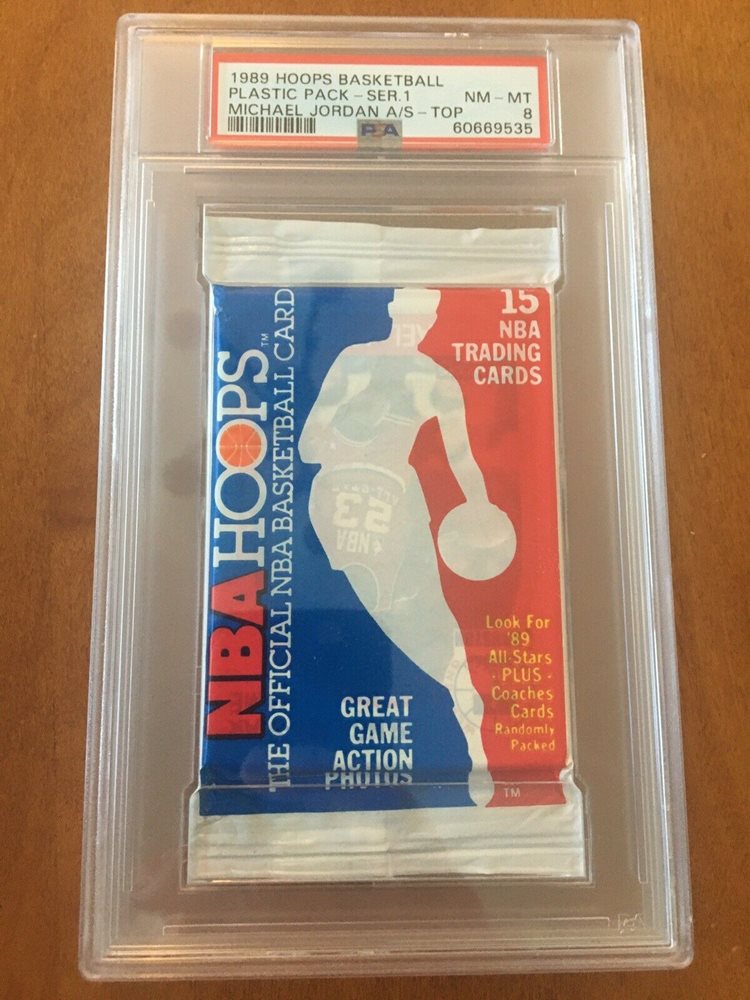 1989 HOOPS BASKETBALL
PLASTIC PACK - SER.1 NM - MT
MICHAEL JORDAN A/S - TOP 8
PSA 60669535
15
NBA
TRADING
CARDS
NBA HOOPS™
THE OFFICIAL NBA BASKETBALL CARD
23
NBA
Look For
'89
All-Stars
- PLUS -
Coaches
Cards
Randomly
Packed
GREAT
GAME
ACTION
PHOTOS
TM